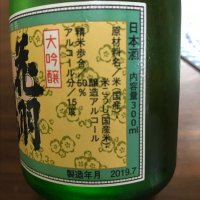 日本酒 内容量300ml
原材料名:米(国産)
米こうじ(国産米)
醸造アルコール
精米歩合/50%
アルコール分/15度
大吟醸
製造年月 2019.7